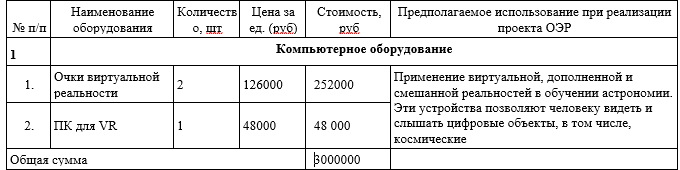 № п/п Наименование оборудования Количество, шт Цена за ед. (руб) Стоимость, руб Предполагаемое использование при реализации проекта ОЭР
1 Компьютерное оборудование
1. Очки виртуальной реальности 2 126000 252000 Применение виртуальной, дополненной и
смешанной реальностей в обучении астрономии.
Эти устройства позволяют человеку видеть и
2. ПК для VR 1 48000 48 000 слышать цифровые объекты, в том числе,
космические
Общая сумма 3000000